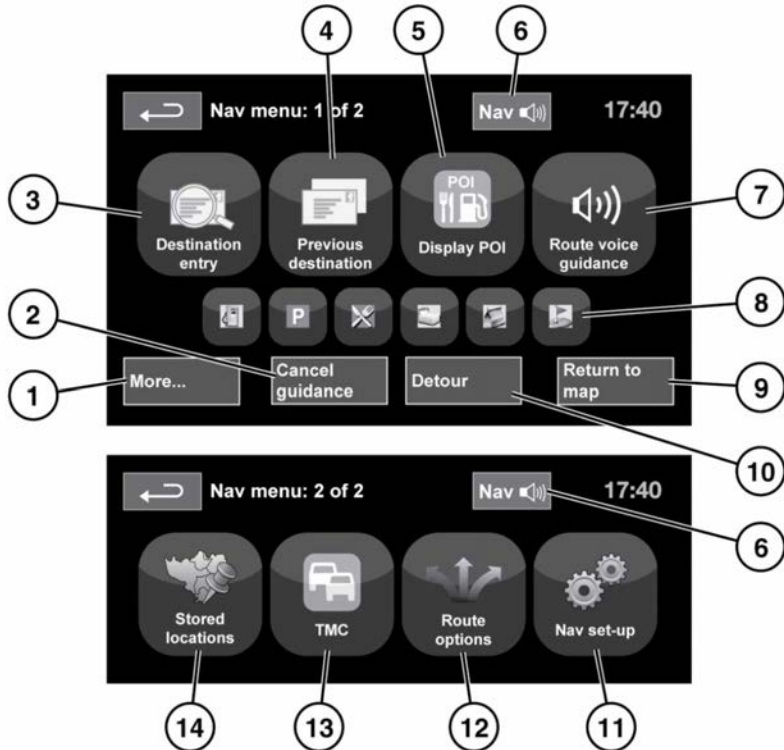 4
5
6
Nav menu: 1 of 2
Nav
17:40
POI
3
7
Destination
entry
Previous
destination
Display POI
Route voice
guidance
2
P
8
1
More...
Cancel
guidance
Detour
Return to
map
9
10
Nav menu: 2 of 2
Nav
17:40
6
Stored
locations
TMC
Route
options
Nav set-up
14
13
12
11